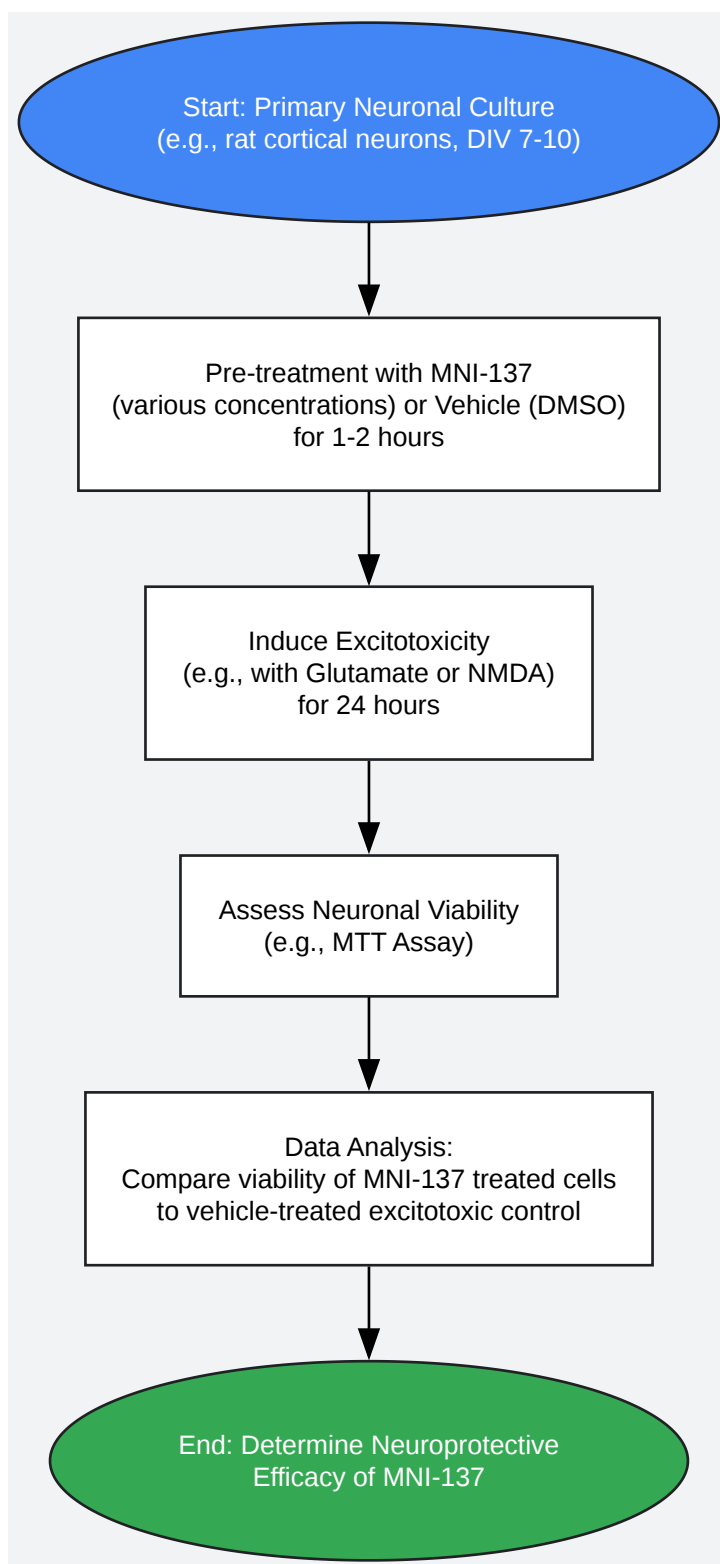 Start: Primary Neuronal Culture
(e.g., rat cortical neurons, DIV 7-10)
Pre-treatment with MNI-137
(various concentrations) or Vehicle (DMSO)
for 1-2 hours
Induce Excitotoxicity
(e.g., with Glutamate or NMDA)
for 24 hours
Assess Neuronal Viability
(e.g., MTT Assay)
Data Analysis:
Compare viability of MNI-137 treated cells
to vehicle-treated excitotoxic control
End: Determine Neuroprotective
Efficacy of MNI-137